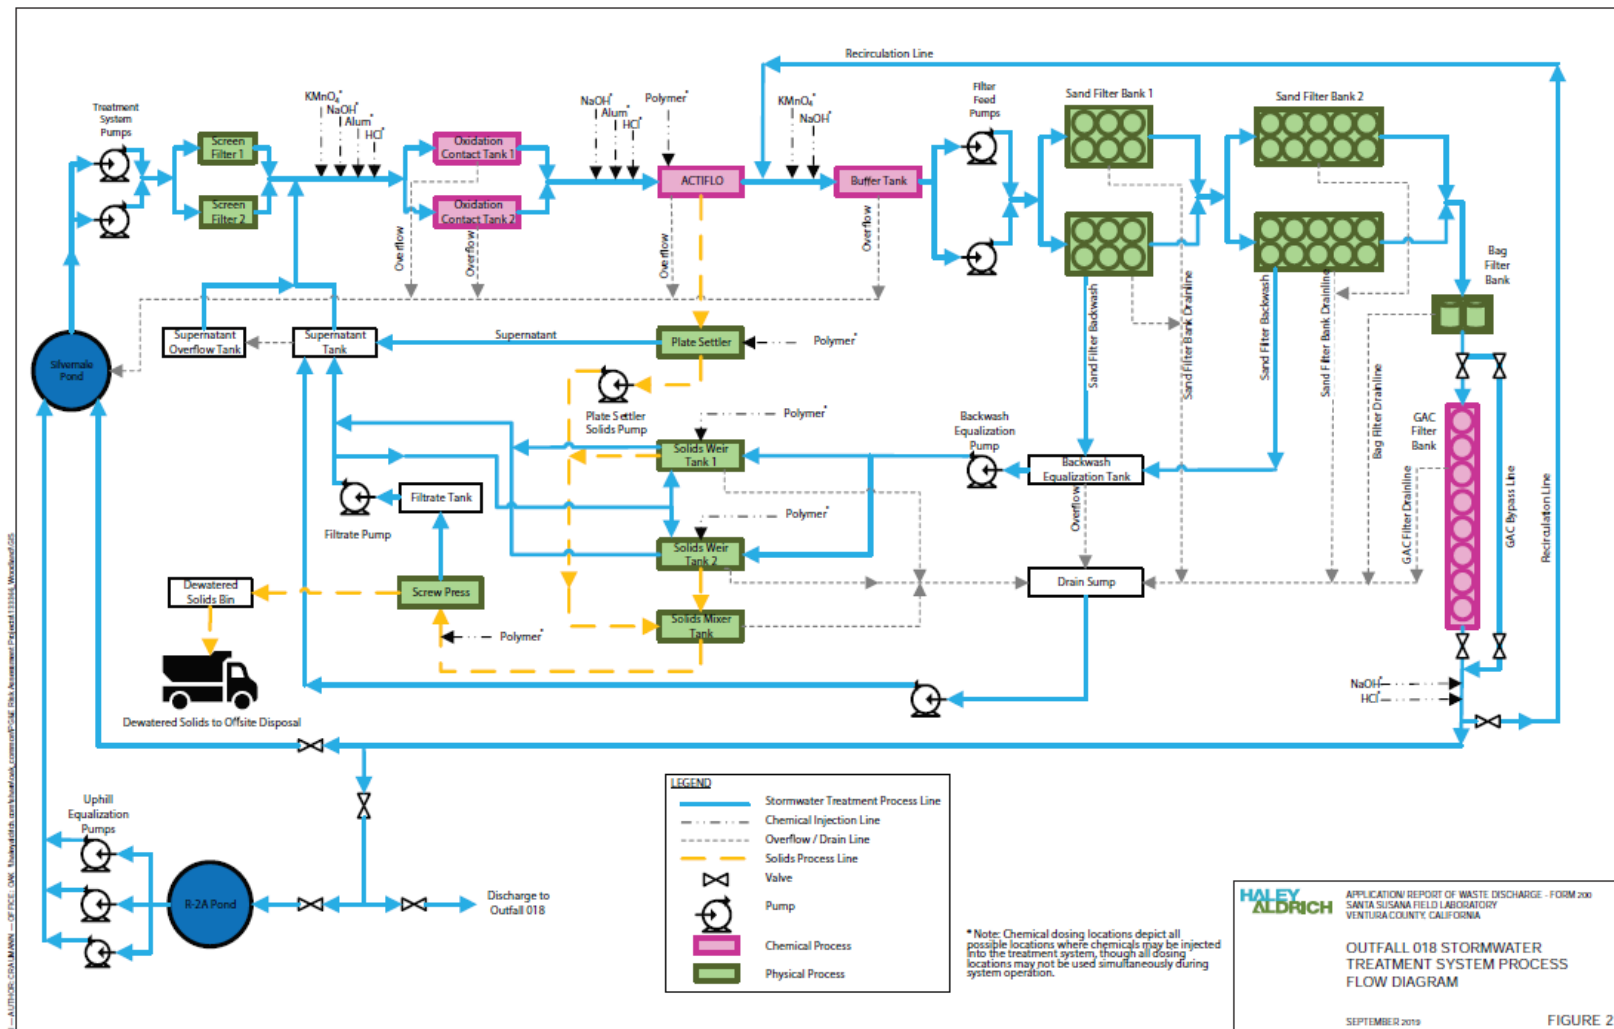 Recirculation Line
Treatment
System
Pumps
KMnO₄*
NaOH*
Alum*
HCl*
NaOH*
Alum*
HCl*
Polymer*
KMnO₄*
NaOH*
Filter
Feed
Pumps
Sand Filter Bank 1
Sand Filter Bank 2
Screen
Filter 1
Screen
Filter 2
Oxidation
Contact Tank 1
Oxidation
Contact Tank 2
ACTIFLO
Buffer Tank
Overflow
Overflow
Overflow
Overflow
Bag
Filter
Bank
Silvernale
Pond
Supernatant
Overflow Tank
Supernatant
Tank
Supernatant
Plate Settler
Polymer*
Plate Settler
Solids Pump
Sand Filter Backwash
Sand Filter Bank Drainline
Sand Filter Backwash
Sand Filter Bank Drainline
Bag Filter Drainline
GAC Filter Drainline
GAC
Filter
Bank
GAC Bypass Line
Recirculation Line
Polymer*
Solids Weir
Tank 1
Backwash
Equalization
Pump
Backwash
Equalization Tank
Overflow
Filtrate Tank
Filtrate Pump
Polymer*
Solids Weir
Tank 2
Drain Sump
Dewatered
Solids Bin
Screw Press
Solids Mixer
Tank
Polymer*
Dewatered Solids to Offsite Disposal
NaOH*
HCl*
Uphill
Equalization
Pumps
R-2A Pond
Discharge to
Outfall 018
LEGEND
Stormwater Treatment Process Line
Chemical Injection Line
Overflow / Drain Line
Solids Process Line
Valve
Pump
Chemical Process
Physical Process
* Note: Chemical dosing locations depict all
possible locations where chemicals may be injected
into the treatment system, though all dosing
locations may not be used simultaneously during
system operation.
HALEY
ALDRICH
APPLICATION/ REPORT OF WASTE DISCHARGE - FORM 200
SANTA SUSANA FIELD LABORATORY
VENTURA COUNTY, CALIFORNIA
OUTFALL 018 STORMWATER
TREATMENT SYSTEM PROCESS
FLOW DIAGRAM
SEPTEMBER 2019
FIGURE 2